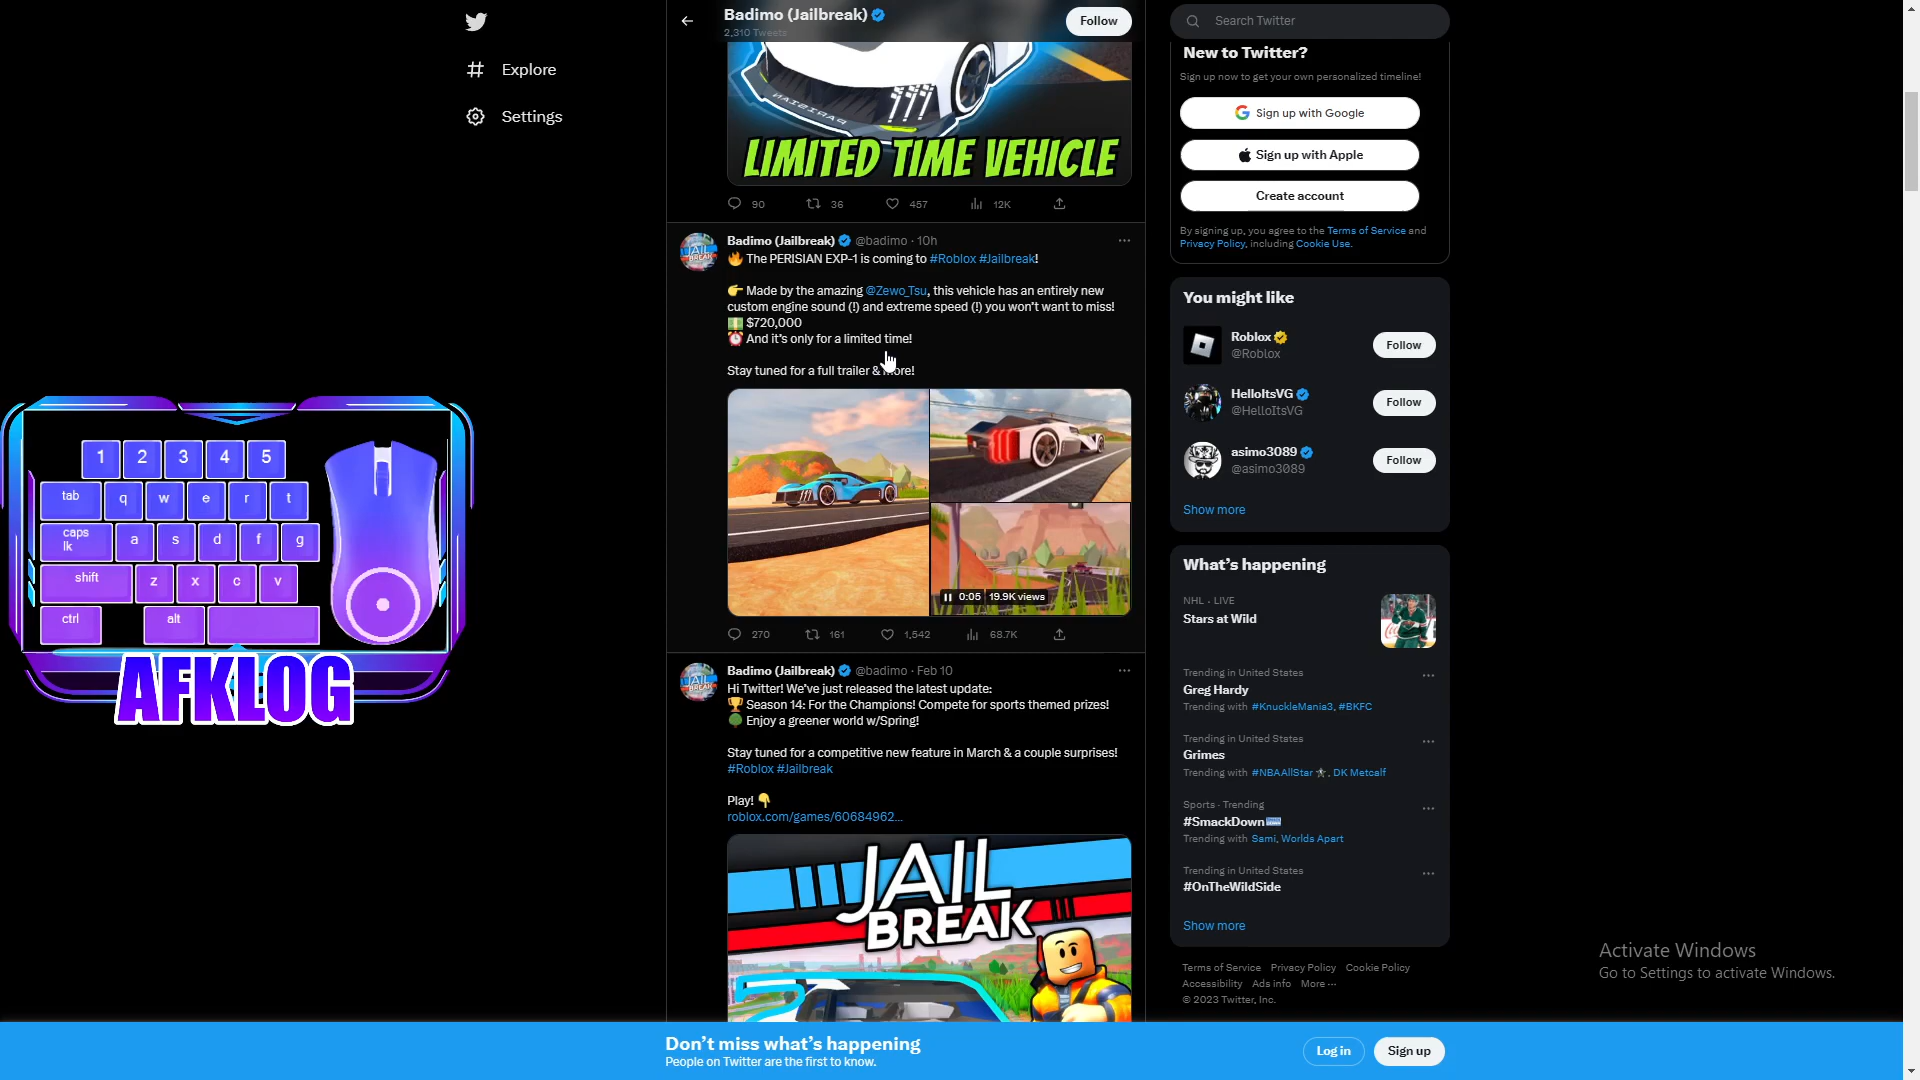 Explore
Settings
Badimo (Jailbreak)
2,310 Tweets
Follow
PARISIAN
LIMITED TIME VEHICLE
90
36
457
12K
Badimo (Jailbreak) @badimo · 10h
🔥 The PERISIAN EXP-1 is coming to #Roblox #Jailbreak!
👉 Made by the amazing @Zewo_Tsu, this vehicle has an entirely new
custom engine sound (!) and extreme speed (!) you won't want to miss!
💵 $720,000
⏰ And it's only for a limited time!
Stay tuned for a full trailer & more!
0:05 19.9K views
270
161
1,542
68.7K
Badimo (Jailbreak) @badimo · Feb 10
Hi Twitter! We've just released the latest update:
🏆 Season 14: For the Champions! Compete for sports themed prizes!
🌳 Enjoy a greener world w/Spring!
Stay tuned for a competitive new feature in March & a couple surprises!
#Roblox #Jailbreak
Play! 👇
roblox.com/games/60684962...
JAIL
BREAK
Search Twitter
New to Twitter?
Sign up now to get your own personalized timeline!
Sign up with Google
Sign up with Apple
Create account
By signing up, you agree to the Terms of Service and
Privacy Policy, including Cookie Use.
You might like
Roblox
@Roblox
Follow
HelloItsVG
@HelloItsVG
Follow
asimo3089
@asimo3089
Follow
Show more
What's happening
NHL · LIVE
Stars at Wild
Trending in United States
Greg Hardy
Trending with #KnuckleMania3, #BKFC
Trending in United States
Grimes
Trending with #NBAAllStar, DK Metcalf
Sports · Trending
#SmackDown
Trending with Sami, Worlds Apart
Trending in United States
#OnTheWildSide
Show more
Terms of Service Privacy Policy Cookie Policy
Accessibility Ads info More ···
© 2023 Twitter, Inc.
1 2 3 4 5
tab q w e r t
caps
lk
a s d f g
shift z x c v
ctrl alt
AFKLOG
Activate Windows
Go to Settings to activate Windows.
Don't miss what's happening
People on Twitter are the first to know.
Log in
Sign up